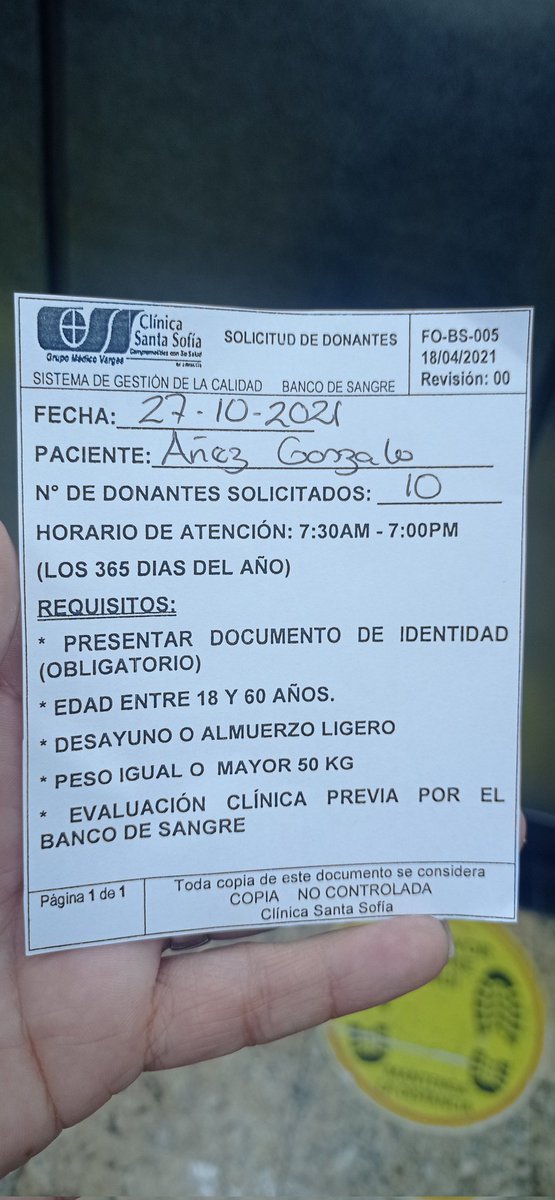 Clínica
Santa Sofía
Comprometidos con Su Salud
Grupo Médico Vargas
SOLICITUD DE DONANTES
FO-BS-005
18/04/2021
Revisión: 00
SISTEMA DE GESTIÓN DE LA CALIDAD BANCO DE SANGRE
FECHA: 27-10-2021
PACIENTE: Añez Gonzalo
N° DE DONANTES SOLICITADOS: 10
HORARIO DE ATENCIÓN: 7:30AM - 7:00PM
(LOS 365 DIAS DEL AÑO)
REQUISITOS:
* PRESENTAR DOCUMENTO DE IDENTIDAD
(OBLIGATORIO)
* EDAD ENTRE 18 Y 60 AÑOS.
* DESAYUNO O ALMUERZO LIGERO
* PESO IGUAL O MAYOR 50 KG
* EVALUACIÓN CLÍNICA PREVIA POR EL
BANCO DE SANGRE
Página 1 de 1
Toda copia de este documento se considera
COPIA NO CONTROLADA
Clínica Santa Sofía